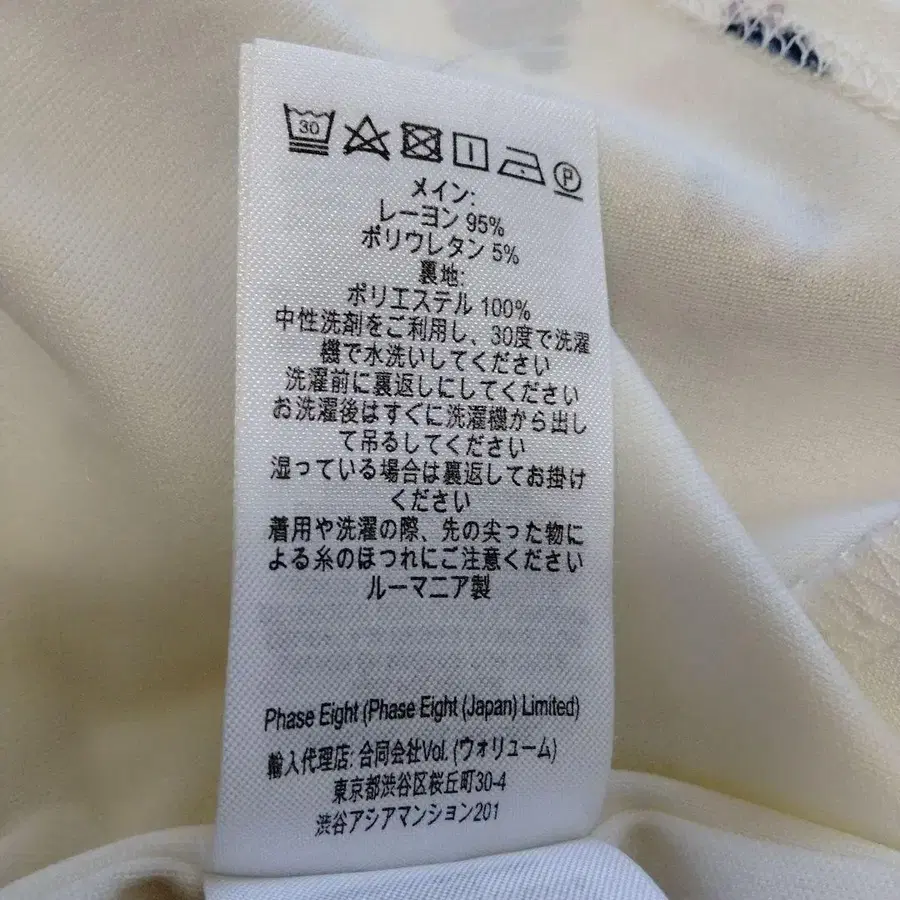 30
P
メイン:
レーヨン 95%
ポリウレタン 5%
裏地:
ポリエステル 100%
中性洗剤をご利用し、30度で洗濯
機で水洗いしてください
洗濯前に裏返しにしてください
お洗濯後はすぐに洗濯機から出し
て吊るしてください
湿っている場合は裏返してお掛け
ください
着用や洗濯の際、先の尖った物に
よる糸のほつれにご注意ください
ルーマニア製
Phase Eight (Phase Eight (Japan) Limited)
輸入代理店: 合同会社Vol. (ウォリューム)
東京都渋谷区桜丘町30-4
渋谷アシアマンション201